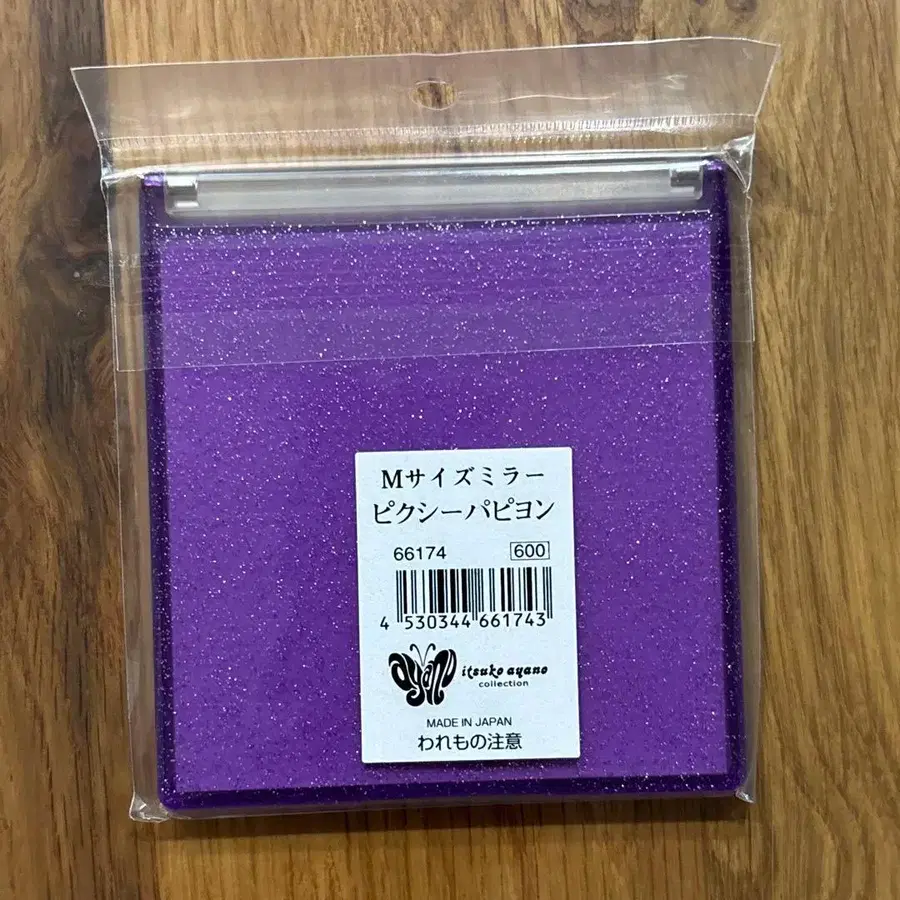 Mサイズミラー
ピクシーパピヨン
66174 600
4 530344 661743
ayano itsuko ayano
collection
MADE IN JAPAN
われもの注意